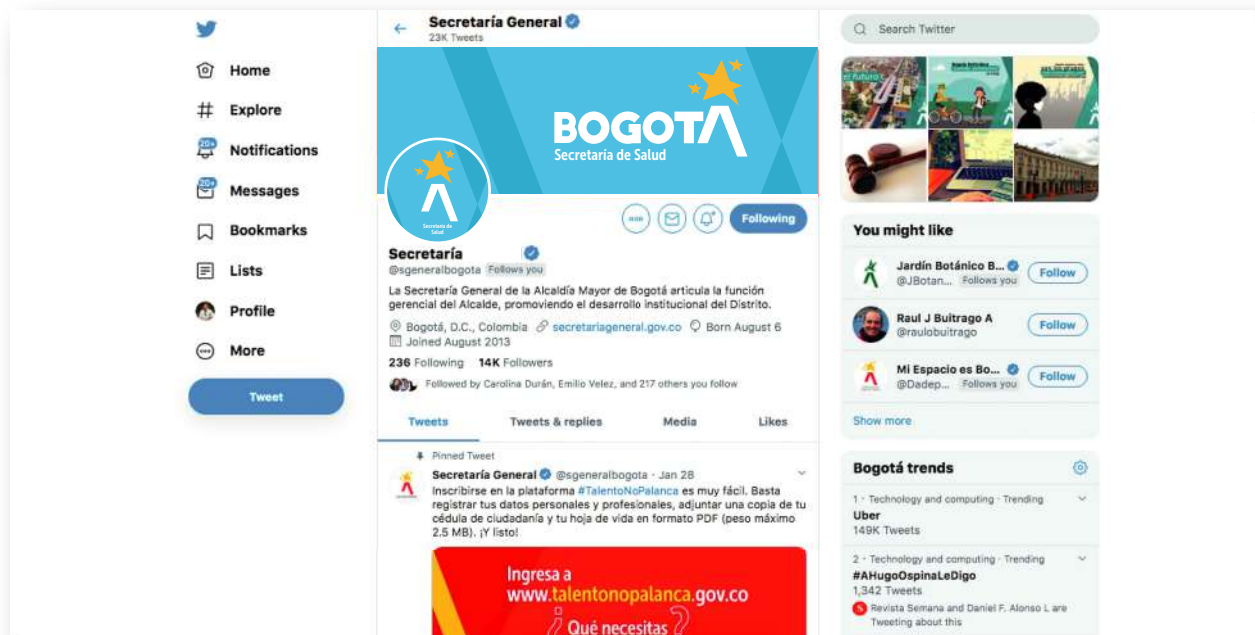 Home
Explore
20+
Notifications
20+
Messages
Bookmarks
Lists
Profile
More
Tweet
Secretaría General
23K Tweets
BOGOTÁ
Secretaría de Salud
Secretaría de
Salud
Following
Secretaría
@sgeneralbogota Follows you
La Secretaría General de la Alcaldía Mayor de Bogotá articula la función
gerencial del Alcalde, promoviendo el desarrollo institucional del Distrito.
Bogotá, D.C., Colombia secretariageneral.gov.co Born August 6
Joined August 2013
236 Following 14K Followers
Followed by Carolina Durán, Emilio Velez, and 217 others you follow
Tweets Tweets & replies Media Likes
Pinned Tweet
Secretaría General @sgeneralbogota · Jan 28
Inscribirse en la plataforma #TalentoNoPalanca es muy fácil. Basta
registrar tus datos personales y profesionales, adjuntar una copia de tu
cédula de ciudadanía y tu hoja de vida en formato PDF (peso máximo
2.5 MB). ¡Y listo!
Ingresa a
www.talentonopalanca.gov.co
¿Qué necesitas?
Search Twitter
el futuro
You might like
Jardín Botánico B...
@JBotan... Follows you
Follow
Raul J Buitrago A
@raulobuitrago
Follow
Mi Espacio es Bo...
@Dadep... Follows you
Follow
Show more
Bogotá trends
1 · Technology and computing · Trending
Uber
149K Tweets
2 · Technology and computing · Trending
#AHugoOspinaLeDigo
1,342 Tweets
S Revista Semana and Daniel F. Alonso L are
Tweeting about this